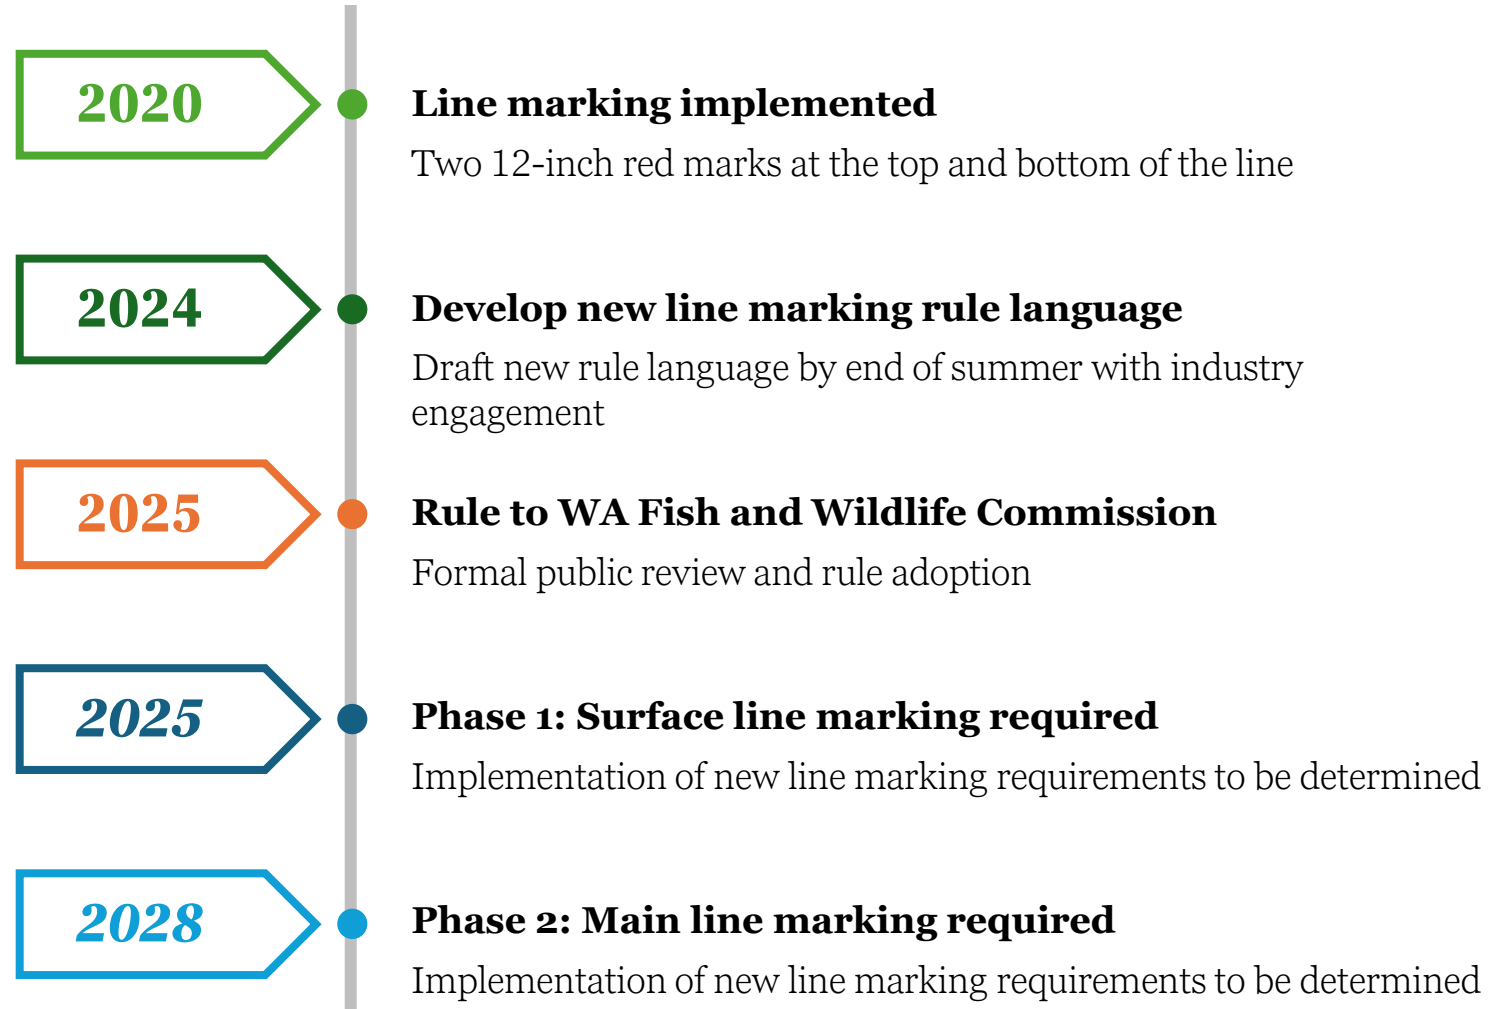 2020
Line marking implemented
Two 12-inch red marks at the top and bottom of the line
2024
Develop new line marking rule language
Draft new rule language by end of summer with industry
engagement
2025
Rule to WA Fish and Wildlife Commission
Formal public review and rule adoption
2025
Phase 1: Surface line marking required
Implementation of new line marking requirements to be determined
2028
Phase 2: Main line marking required
Implementation of new line marking requirements to be determined